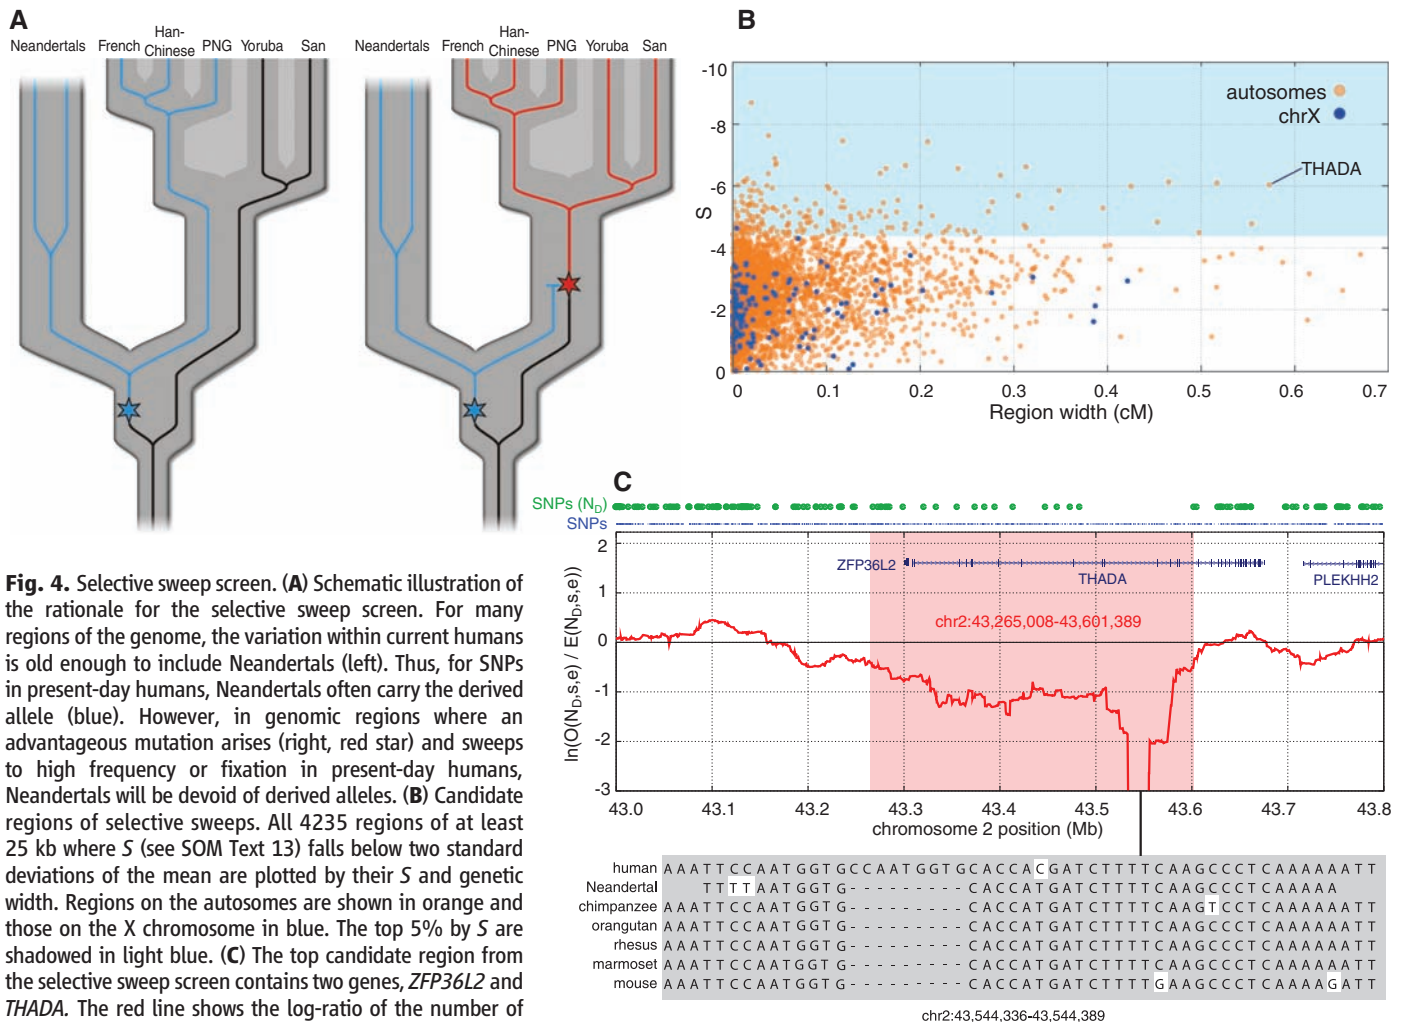 A
Neandertals French Han-Chinese PNG Yoruba San
Neandertals French Han-Chinese PNG Yoruba San
B
-10
-8
-6
-4
-2
0
S
autosomes
chrX
THADA
0 0.1 0.2 0.3 0.4 0.5 0.6 0.7
Region width (cM)
Fig. 4. Selective sweep screen. (A) Schematic illustration of
the rationale for the selective sweep screen. For many
regions of the genome, the variation within current humans
is old enough to include Neandertals (left). Thus, for SNPs
in present-day humans, Neandertals often carry the derived
allele (blue). However, in genomic regions where an
advantageous mutation arises (right, red star) and sweeps
to high frequency or fixation in present-day humans,
Neandertals will be devoid of derived alleles. (B) Candidate
regions of selective sweeps. All 4235 regions of at least
25 kb where S (see SOM Text 13) falls below two standard
deviations of the mean are plotted by their S and genetic
width. Regions on the autosomes are shown in orange and
those on the X chromosome in blue. The top 5% by S are
shadowed in light blue. (C) The top candidate region from
the selective sweep screen contains two genes, ZFP36L2 and
THADA. The red line shows the log-ratio of the number of
C
SNPs (ND)
SNPs
2
1
0
-1
-2
-3
ln(O(ND,s,e) / E(ND,s,e))
ZFP36L2
THADA
PLEKHH2
chr2:43,265,008-43,601,389
43.0 43.1 43.2 43.3 43.4 43.5 43.6 43.7 43.8
chromosome 2 position (Mb)
human AAATTCCAATGGTGCCAATGGTGCACCACGATCTTTTCAAGCCCTCAAAAAATT
Neandertal TTTTAATGGTG---------CACCATGATCTTTTCAAGCCCTCAAAAAA
chimpanzee AAATTCCAATGGTG---------CACCATGATCTTTTCAAGTCCTCAAAAAATT
orangutan AAATTCCAATGGTG---------CACCATGATCTTTTCAAGCCCTCAAAAAATT
rhesus AAATTCCAATGGTG---------CACCATGATCTTTTCAAGCCCTCAAAAAATT
marmoset AAATTCCAATGGTG---------CACCATGATCTTTTCAAGCCCTCAAAAAATT
mouse AAATTCCAATGGTG---------CACCATGATCTTTTGAAGCCCTCAAAAGATT
chr2:43,544,336-43,544,389